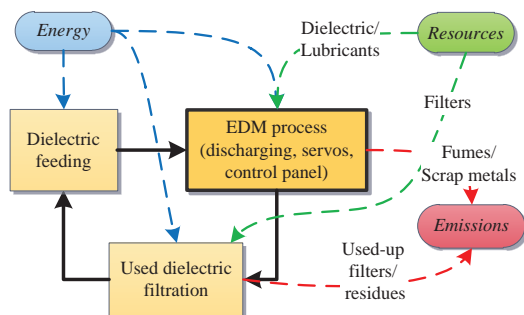 Energy
Dielectric/
Lubricants
Resources
Filters
Dielectric
feeding
EDM process
(discharging, servos,
control panel)
Fumes/
Scrap metals
Emissions
Used dielectric
filtration
Used-up
filters/
residues